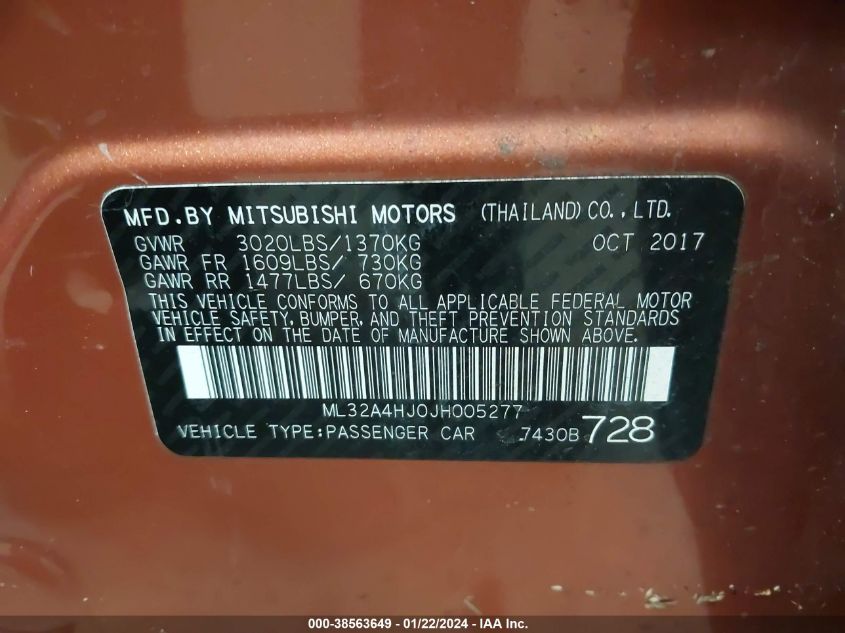 MFD.BY MITSUBISHI MOTORS (THAILAND)CO.,LTD.
GVWR 3020LBS/1370KG OCT 2017
GAWR FR 1609LBS/ 730KG
GAWR RR 1477LBS/ 670KG
THIS VEHICLE CONFORMS TO ALL APPLICABLE FEDERAL MOTOR
VEHICLE SAFETY, BUMPER, AND THEFT PREVENTION STANDARDS
IN EFFECT ON THE DATE OF MANUFACTURE SHOWN ABOVE.
ML32A4HJ0JH005277
VEHICLE TYPE:PASSENGER CAR 7430B 728
000-38563649 - 01/22/2024 - IAA Inc.